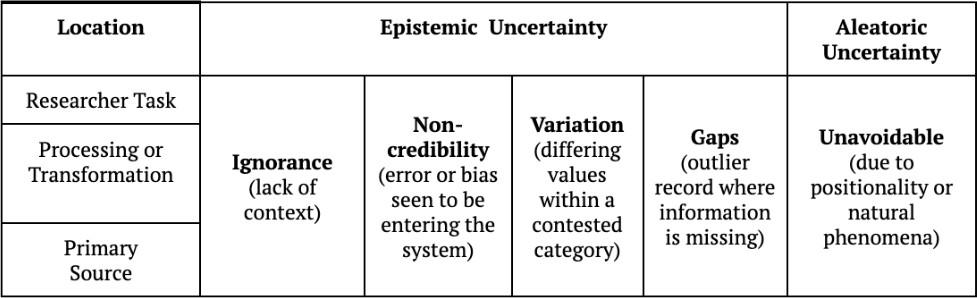 Location
Epistemic Uncertainty
Aleatoric
Uncertainty
Researcher Task
Processing or
Transformation
Primary
Source
Ignorance
(lack of
context)
Non-
credibility
(error or bias
seen to be
entering the
system)
Variation
(differing
values
within a
contested
category)
Gaps
(outlier
record where
information
is missing)
Unavoidable
(due to
positionality or
natural
phenomena)